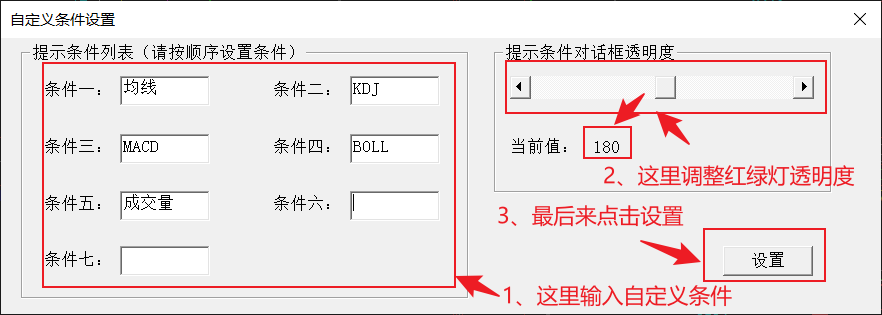 自定义条件设置
提示条件列表（请按顺序设置条件）
条件一： 均线
条件二： KDJ
条件三： MACD
条件四： BOLL
条件五： 成交量
条件六：
条件七：
1、这里输入自定义条件
提示条件对话框透明度
当前值： 180
2、这里调整红绿灯透明度
3、最后来点击设置
设置